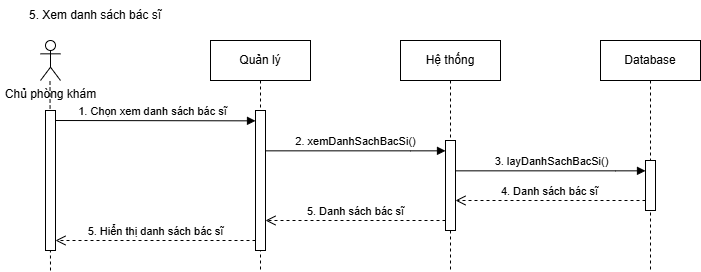 5. Xem danh sách bác sĩ
Quản lý
Hệ thống
Database
Chủ phòng khám
1. Chọn xem danh sách bác sĩ
2. xemDanhSachBacSi()
3. layDanhSachBacSi()
4. Danh sách bác sĩ
5. Danh sách bác sĩ
5. Hiển thị danh sách bác sĩ